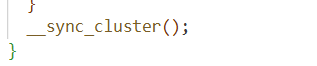 }
__sync_cluster();
}